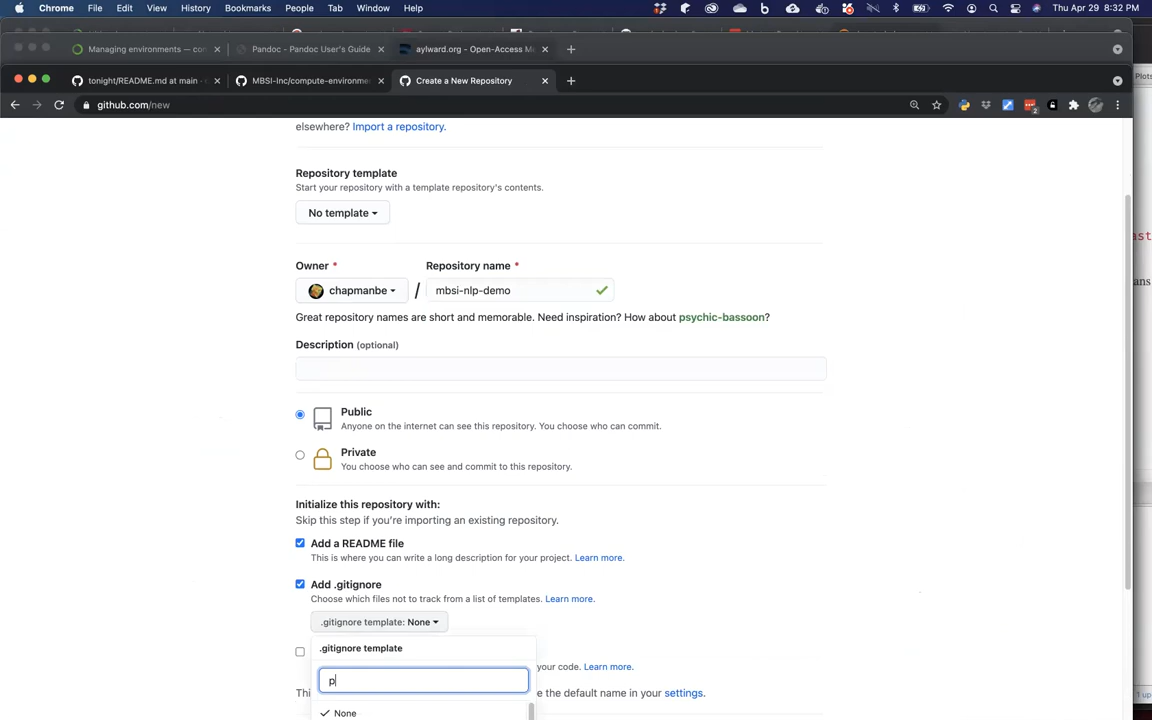 Chrome File Edit View History Bookmarks People Tab Window Help Thu Apr 29 8:32 PM
Managing environments — con × Pandoc - Pandoc User's Guide × aylward.org - Open-Access M × +
Plots
tonight/README.md at main · × MBSI-Inc/compute-environme × Create a New Repository × +
github.com/new
2
elsewhere? Import a repository.
Repository template
Start your repository with a template repository's contents.
No template
Owner * Repository name *
chapmanbe / mbsi-nlp-demo
Great repository names are short and memorable. Need inspiration? How about psychic-bassoon?
Description (optional)
Public
Anyone on the internet can see this repository. You choose who can commit.
Private
You choose who can see and commit to this repository.
Initialize this repository with:
Skip this step if you're importing an existing repository.
Add a README file
This is where you can write a long description for your project. Learn more.
Add .gitignore
Choose which files not to track from a list of templates. Learn more.
.gitignore template: None
.gitignore template
your code. Learn more.
p
Thi e the default name in your settings.
None
ast
ans
1 up